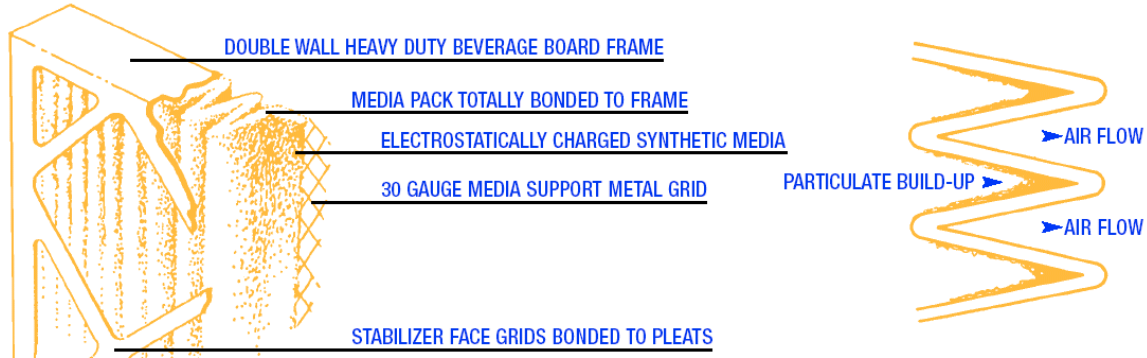 DOUBLE WALL HEAVY DUTY BEVERAGE BOARD FRAME
MEDIA PACK TOTALLY BONDED TO FRAME
ELECTROSTATICALLY CHARGED SYNTHETIC MEDIA
30 GAUGE MEDIA SUPPORT METAL GRID
STABILIZER FACE GRIDS BONDED TO PLEATS
AIR FLOW
PARTICULATE BUILD-UP
AIR FLOW